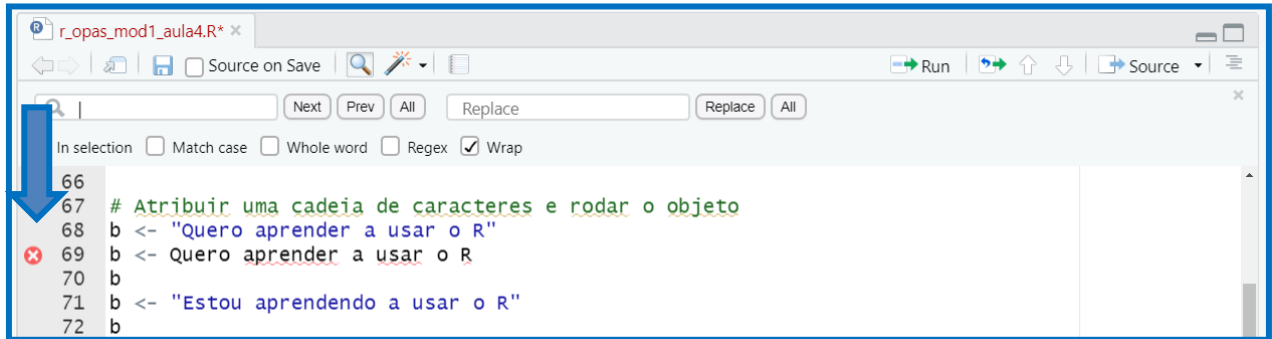 r_opas_mod1_aula4.R* ×
Source on Save Run Source
Next Prev All Replace Replace All
In selection Match case Whole word Regex Wrap
66
67 # Atribuir uma cadeia de caracteres e rodar o objeto
68 b <- "Quero aprender a usar o R"
69 b <- Quero aprender a usar o R
70 b
71 b <- "Estou aprendendo a usar o R"
72 b